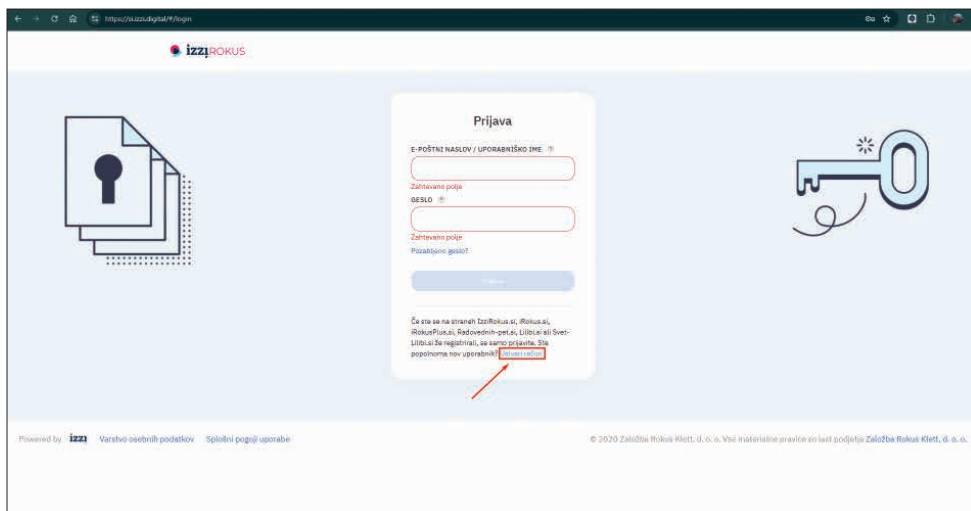 https://si.izzi.digital/#/login
izzi ROKUS
Prijava
E-POŠTNI NASLOV / UPORABNIŠKO IME ?
Zahtevano polje
GESLO ?
Zahtevano polje
Pozabljeno geslo?
Prijava
Če ste se na straneh IzziRokus.si, iRokus.si,
iRokusPlus.si, Radovednih-pet.si, Lilibi.si ali Svet-
Lilibi.si že registrirali, se samo prijavite. Ste
popolnoma nov uporabnik? Ustvari račun
Powered by izzi Varstvo osebnih podatkov Splošni pogoji uporabe
© 2020 Založba Rokus Klett, d. o. o. Vse materialne pravice so last podjetja Založba Rokus Klett, d. o. o.